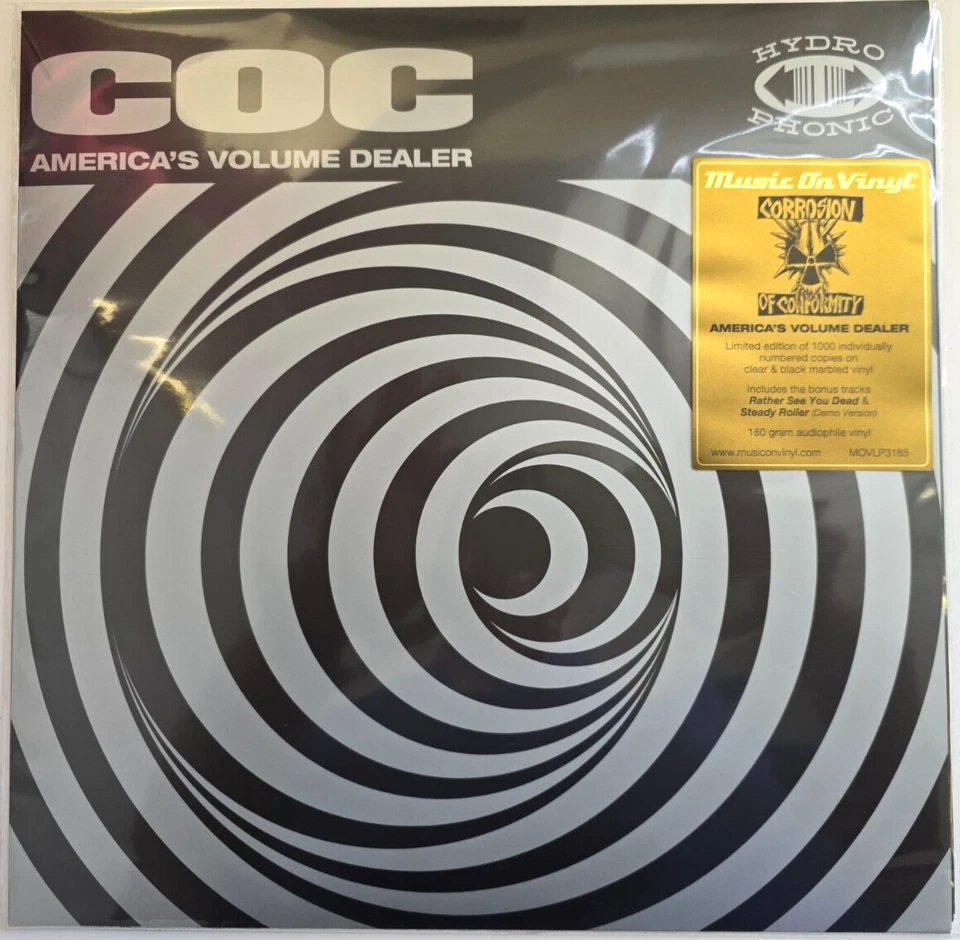 COC
AMERICA'S VOLUME DEALER
HYDRO
PHONIC
Music On Vinyl
CORROSION
OF CONFORMITY
AMERICA'S VOLUME DEALER
Limited edition of 1000 individually
numbered copies on
clear & black marbled vinyl
Includes the bonus tracks
Rather See You Dead &
Steady Roller (Demo Version)
180 gram audiophile vinyl
www.musiconvinyl.com MOVLP3185